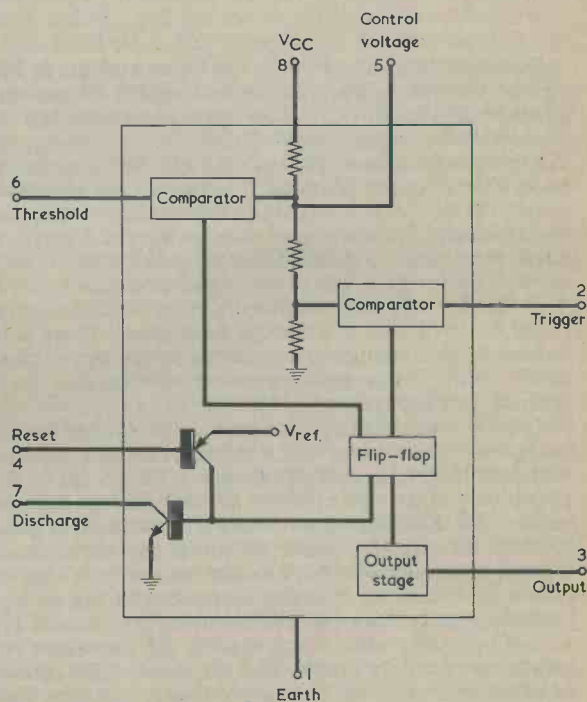 Control
voltage
5
VCC
8
6
Threshold
Comparator
Comparator
2
Trigger
Reset
4
Vref.
Flip-flop
7
Discharge
Output
stage
3
Output
1
Earth